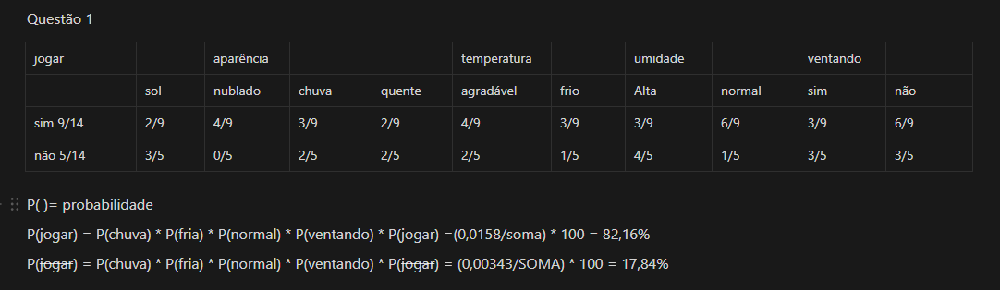 Questão 1
jogar aparência temperatura umidade ventando
sol nublado chuva quente agradável frio Alta normal sim não
sim 9/14 2/9 4/9 3/9 2/9 4/9 3/9 3/9 6/9 3/9 6/9
não 5/14 3/5 0/5 2/5 2/5 2/5 1/5 4/5 1/5 3/5 3/5
P( )= probabilidade
P(jogar) = P(chuva) * P(fria) * P(normal) * P(ventando) * P(jogar) =(0,0158/soma) * 100 = 82,16%
P(jogar) = P(chuva) * P(fria) * P(normal) * P(ventando) * P(jogar) = (0,00343/SOMA) * 100 = 17,84%